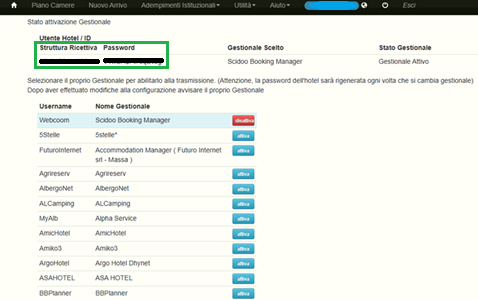 Piano Camere Nuovo Arrivo Adempimenti Istituzionali Utilità Aiuto Esci
Stato attivazione Gestionale
Utente Hotel / ID
Struttura Ricettiva Password Gestionale Scelto Stato Gestionale
Scidoo Booking Manager Gestionale Attivo
Selezionare il proprio Gestionale per abilitarlo alla trasmissione. (Attenzione, la password dell'hotel sarà rigenerata ogni volta che si cambia gestionale)
Dopo aver effettuato modifiche alla configurazione avvisare il proprio Gestionale
Username Nome Gestionale
Webcoom Scidoo Booking Manager disattiva
5Stelle 5stelle* attiva
FuturoInternet Accommodation Manager ( Futuro Internet attiva
srl - Massa )
Agrireserv Agrireserv attiva
AlbergoNet AlbergoNet attiva
ALCamping ALCamping attiva
MyAlb Alpha Service attiva
AmicHotel AmicHotel attiva
Amiko3 Amiko3 attiva
ArgoHotel Argo Hotel Dhynet attiva
ASAHOTEL ASA HOTEL attiva
BBPlanner BBPlanner attiva